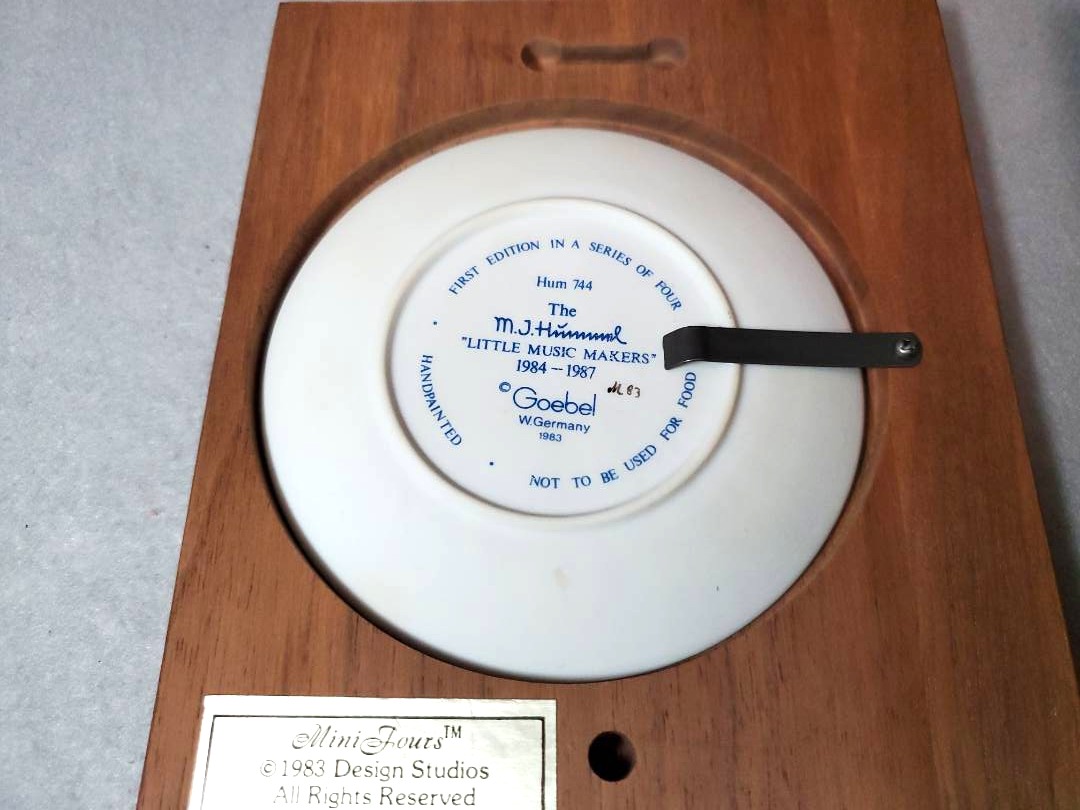 FIRST EDITION IN A SERIES OF FOUR
Hum 744
The
M.J.Hummel
"LITTLE MUSIC MAKERS"
1984 - 1987
M 83
© Goebel
W.Germany
1983
HANDPAINTED
NOT TO BE USED FOR FOOD
Mini Fours™
© 1983 Design Studios
All Rights Reserved